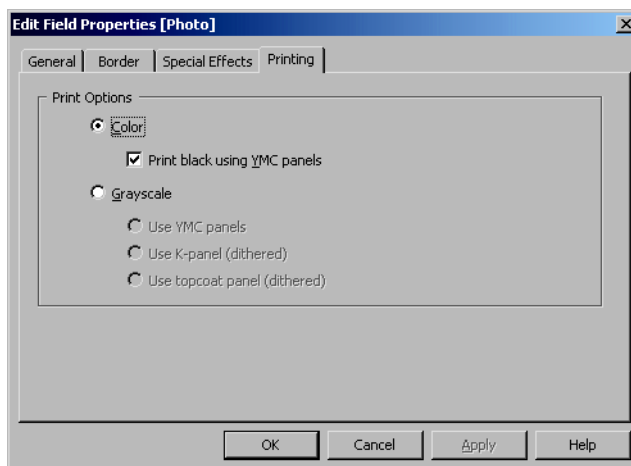 Edit Field Properties [Photo]
General Border Special Effects Printing
Print Options
Color
Print black using YMC panels
Grayscale
Use YMC panels
Use K-panel (dithered)
Use topcoat panel (dithered)
OK Cancel Apply Help